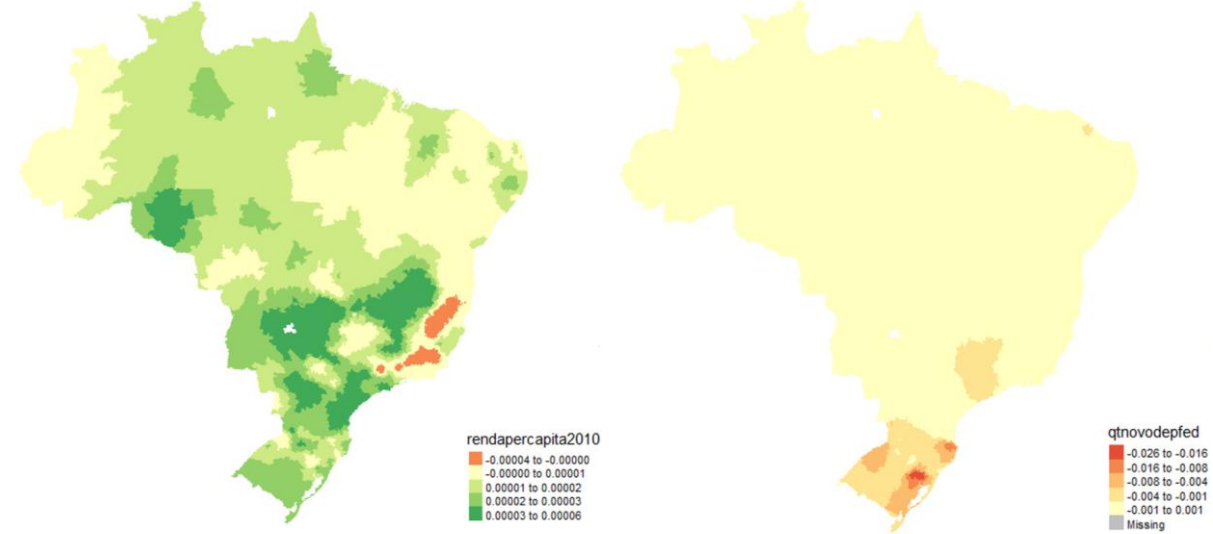 rendapercapita2010
-0.00004 to -0.00000
-0.00000 to 0.00001
0.00001 to 0.00002
0.00002 to 0.00003
0.00003 to 0.00006
qtnovodepfed
-0.026 to -0.016
-0.016 to -0.008
-0.008 to -0.004
-0.004 to -0.001
-0.001 to 0.001
Missing